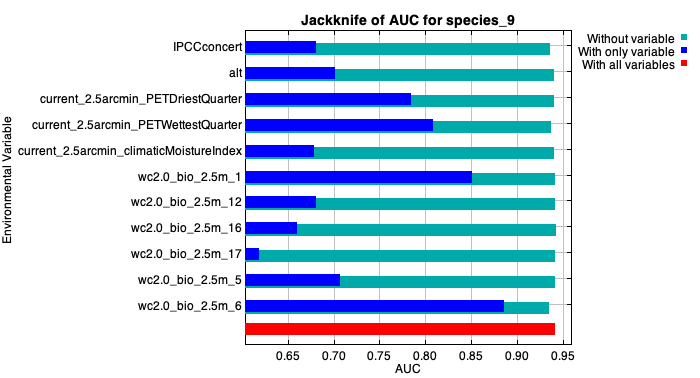 Jackknife of AUC for species_9
Without variable
With only variable
With all variables
Environmental Variable
IPCCconcert
alt
current_2.5arcmin_PETDriestQuarter
current_2.5arcmin_PETWettestQuarter
current_2.5arcmin_climaticMoistureIndex
wc2.0_bio_2.5m_1
wc2.0_bio_2.5m_12
wc2.0_bio_2.5m_16
wc2.0_bio_2.5m_17
wc2.0_bio_2.5m_5
wc2.0_bio_2.5m_6
0.65 0.70 0.75 0.80 0.85 0.90 0.95
AUC